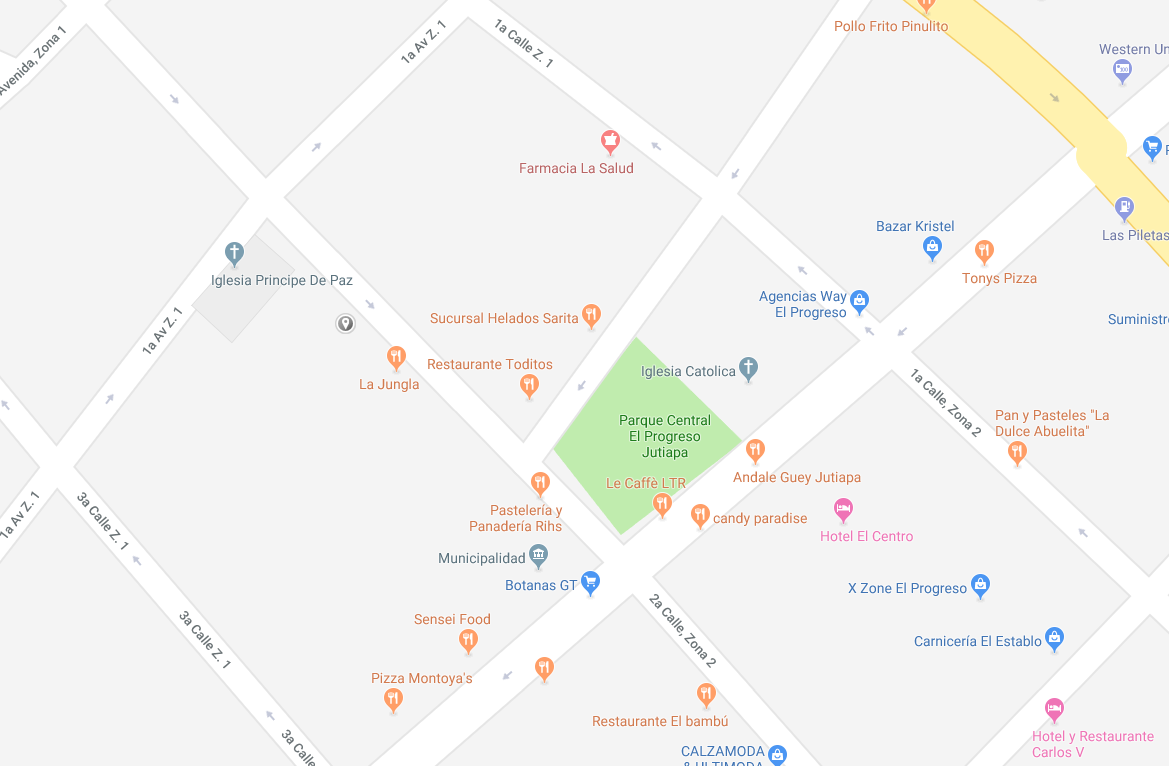 Pollo Frito Pinulito
Avenida, Zona 1
1a Av Z. 1
1a Calle Z. 1
Western Un
Farmacia La Salud
Bazar Kristel
Las Piletas
Iglesia Principe De Paz
Tonys Pizza
Agencias Way
El Progreso
Sucursal Helados Sarita
Suministr
1a Av Z. 1
Restaurante Toditos
Iglesia Catolica
La Jungla
1a Calle, Zona 2
Parque Central
El Progreso
Jutiapa
Pan y Pasteles "La
Dulce Abuelita"
Andale Guey Jutiapa
Le Caffè LTR
1a Av Z. 1
3a Calle Z. 1
Pastelería y
Panadería Rihs
candy paradise
Hotel El Centro
Municipalidad
Botanas GT
X Zone El Progreso
Sensei Food
2a Calle, Zona 2
3a Calle Z. 1
Carnicería El Establo
Pizza Montoya's
Restaurante El bambú
Hotel y Restaurante
Carlos V
3a Calle
CALZAMODA
& ULTIMODA